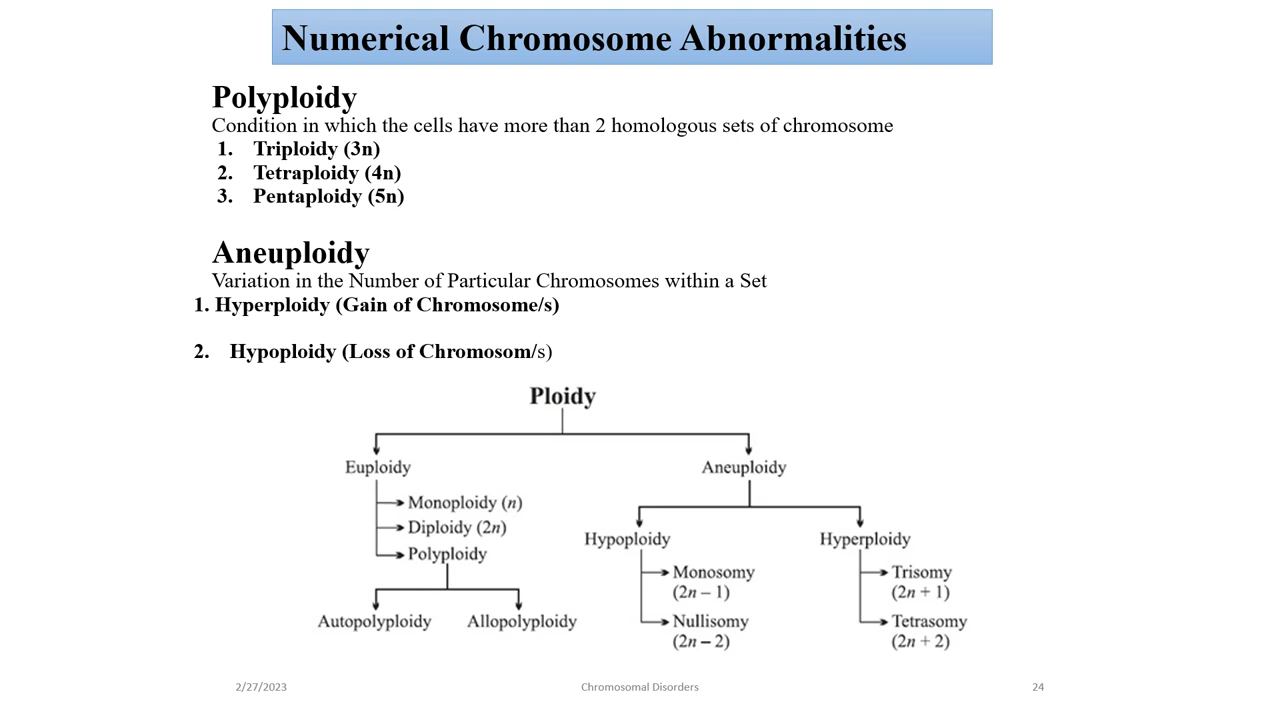 Numerical Chromosome Abnormalities
Polyploidy
Condition in which the cells have more than 2 homologous sets of chromosome
1. Triploidy (3n)
2. Tetraploidy (4n)
3. Pentaploidy (5n)
Aneuploidy
Variation in the Number of Particular Chromosomes within a Set
1. Hyperploidy (Gain of Chromosome/s)
2. Hypoploidy (Loss of Chromosom/s)
Ploidy
Euploidy
Monoploidy (n)
Diploidy (2n)
Polyploidy
Autopolyploidy
Allopolyploidy
Aneuploidy
Hypoploidy
Monosomy
(2n – 1)
Nullisomy
(2n – 2)
Hyperploidy
Trisomy
(2n + 1)
Tetrasomy
(2n + 2)
2/27/2023
Chromosomal Disorders
24